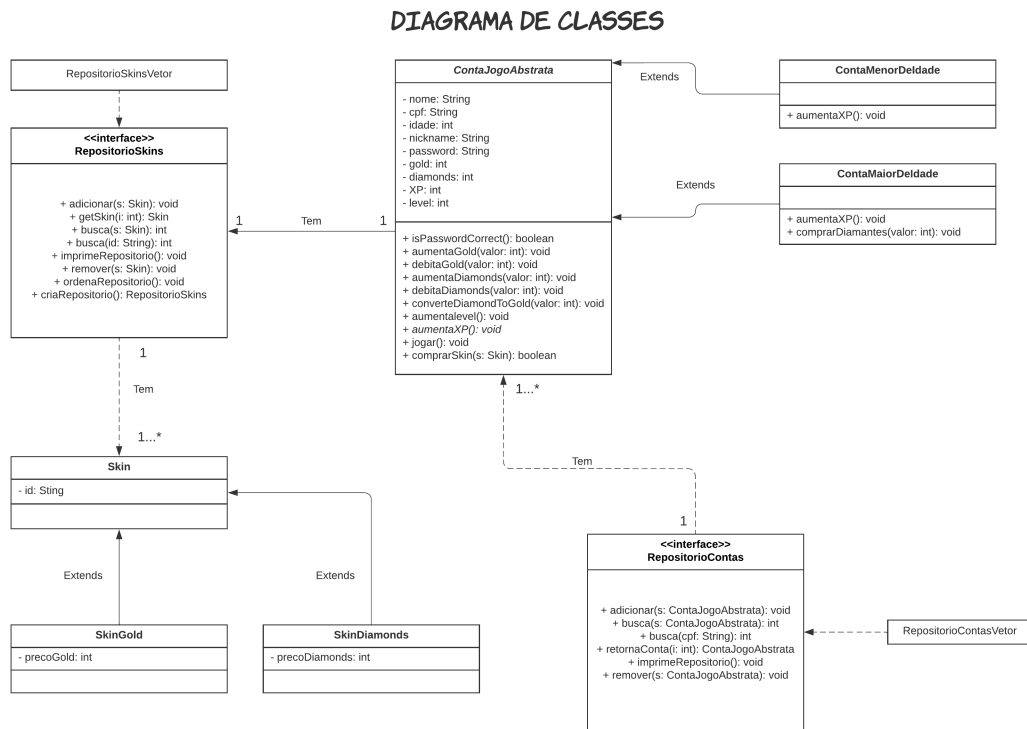 DIAGRAMA DE CLASSES
RepositorioSkinsVetor
<<interface>>
RepositorioSkins
+ adicionar(s: Skin): void
+ getSkin(i: int): Skin
+ busca(s: Skin): int
+ busca(id: String): int
+ imprimeRepositorio(): void
+ remover(s: Skin): void
+ ordenaRepositorio(): void
+ criaRepositorio(): RepositorioSkins
1
Tem
1
ContaJogoAbstrata
- nome: String
- cpf: String
- idade: int
- nickname: String
- password: String
- gold: int
- diamonds: int
- XP: int
- level: int
+ isPasswordCorrect(): boolean
+ aumentaGold(valor: int): void
+ debitaGold(valor: int): void
+ aumentaDiamonds(valor: int): void
+ debitaDiamonds(valor: int): void
+ converteDiamondToGold(valor: int): void
+ aumentalevel(): void
+ aumentaXP(): void
+ jogar(): void
+ comprarSkin(s: Skin): boolean
Extends
ContaMenorDeIdade
+ aumentaXP(): void
Extends
ContaMaiorDeIdade
+ aumentaXP(): void
+ comprarDiamantes(valor: int): void
1
Tem
1...*
Skin
- id: Sting
Extends
Extends
SkinGold
- precoGold: int
SkinDiamonds
- precoDiamonds: int
1...*
Tem
1
<<interface>>
RepositorioContas
+ adicionar(s: ContaJogoAbstrata): void
+ busca(s: ContaJogoAbstrata): int
+ busca(cpf: String): int
+ retornaConta(i: int): ContaJogoAbstrata
+ imprimeRepositorio(): void
+ remover(s: ContaJogoAbstrata): void
RepositorioContasVetor